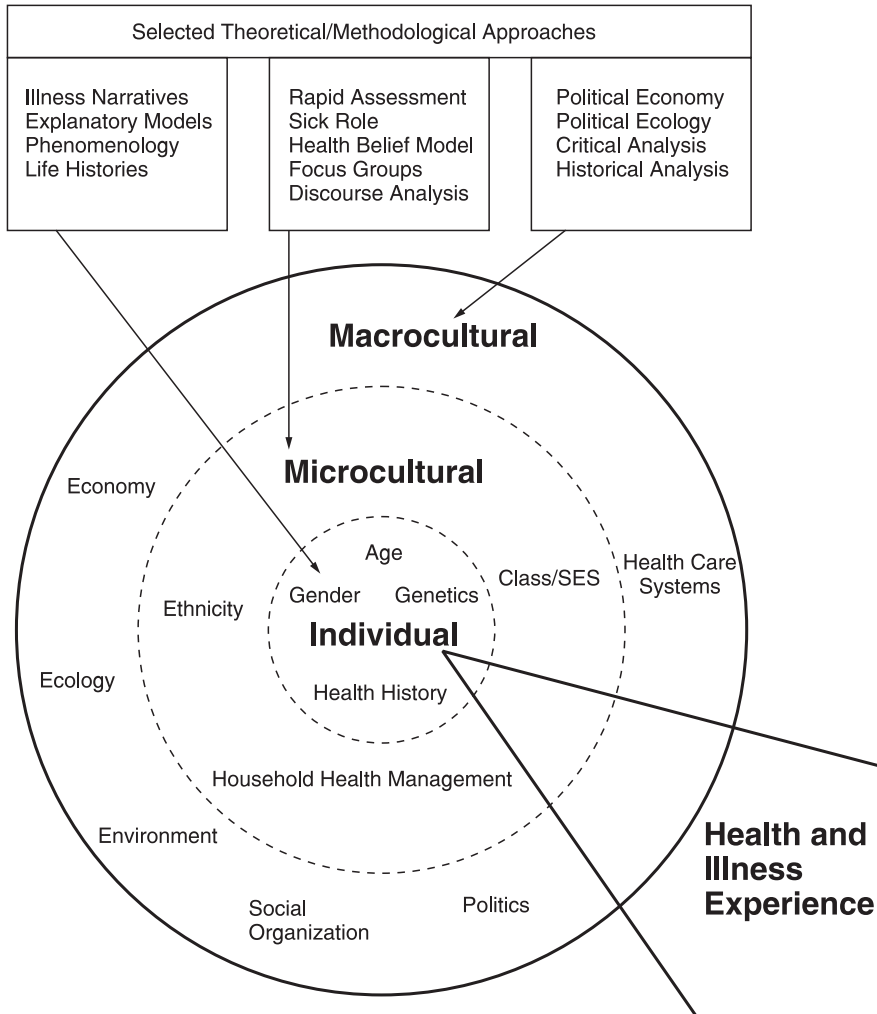 Selected Theoretical/Methodological Approaches
Illness Narratives
Explanatory Models
Phenomenology
Life Histories
Rapid Assessment
Sick Role
Health Belief Model
Focus Groups
Discourse Analysis
Political Economy
Political Ecology
Critical Analysis
Historical Analysis
Macrocultural
Microcultural
Economy
Age
Class/SES
Health Care
Systems
Gender
Genetics
Ethnicity
Individual
Ecology
Health History
Household Health Management
Environment
Health and
Illness
Experience
Social
Organization
Politics